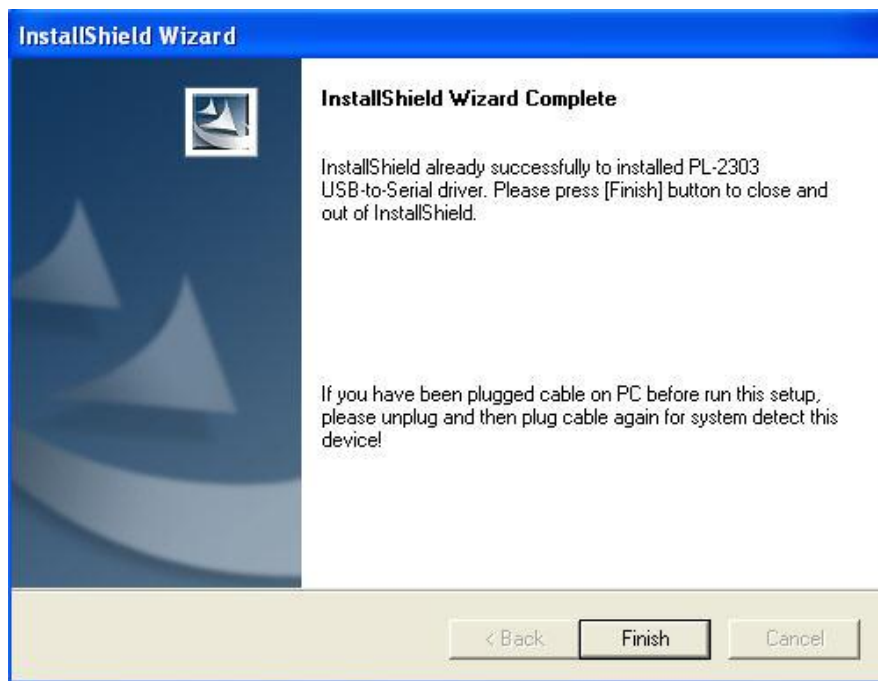 InstallShield Wizard
InstallShield Wizard Complete
InstallShield already successfully to installed PL-2303
USB-to-Serial driver. Please press [Finish] button to close and
out of InstallShield.
If you have been plugged cable on PC before run this setup,
please unplug and then plug cable again for system detect this
device!
< Back
Finish
Cancel